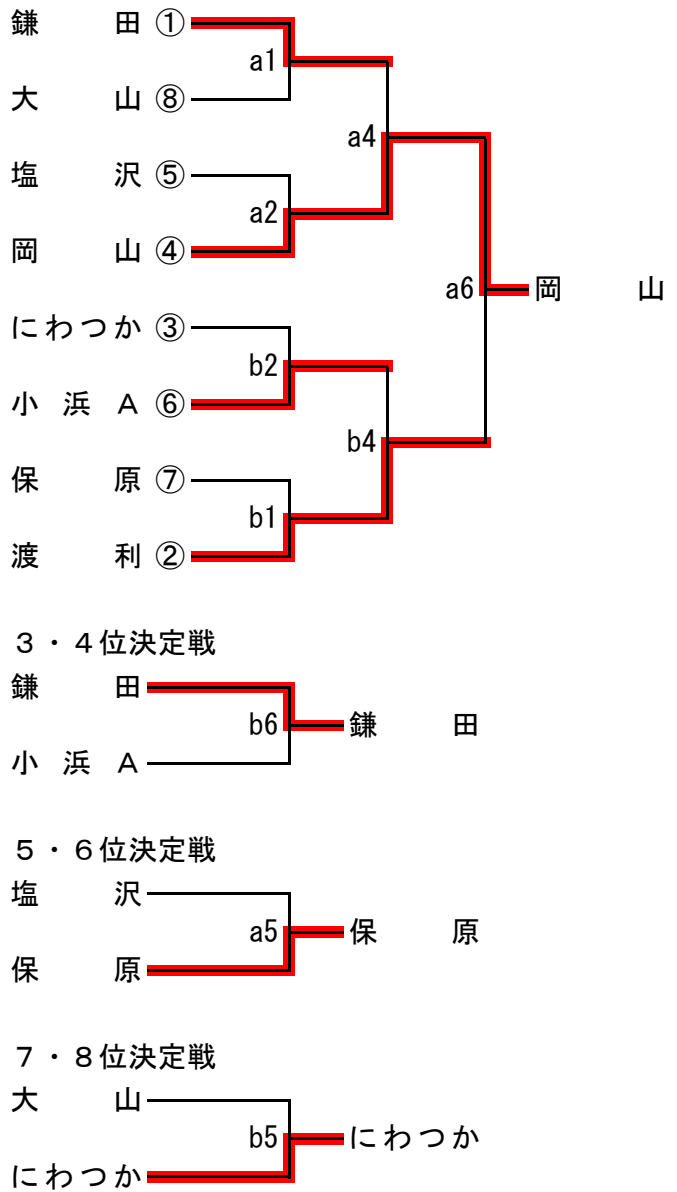 鎌田①
a1
大山⑧
a4
塩沢⑤
a2
岡山④
a6 岡山
にわつか③
b2
小浜A⑥
b4
保原⑦
b1
渡利②
3・4位決定戦
鎌田
b6 鎌田
小浜A
5・6位決定戦
塩沢
a5 保原
保原
7・8位決定戦
大山
b5 にわつか
にわつか